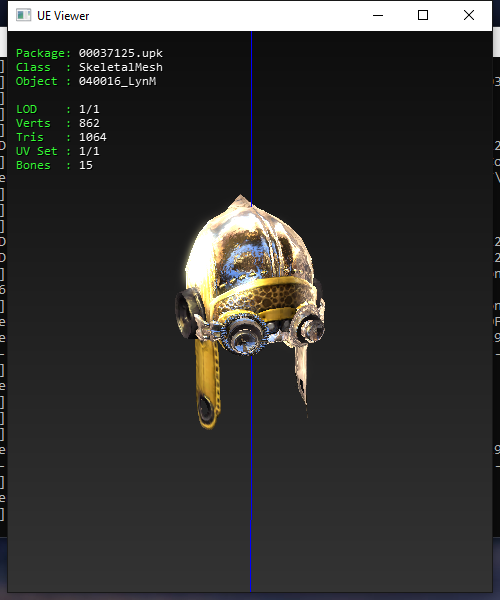 UE Viewer
Package: 00037125.upk
Class : SkeletalMesh
Object : 040016_LynM
LOD : 1/1
Verts : 862
Tris : 1064
UV Set : 1/1
Bones : 15